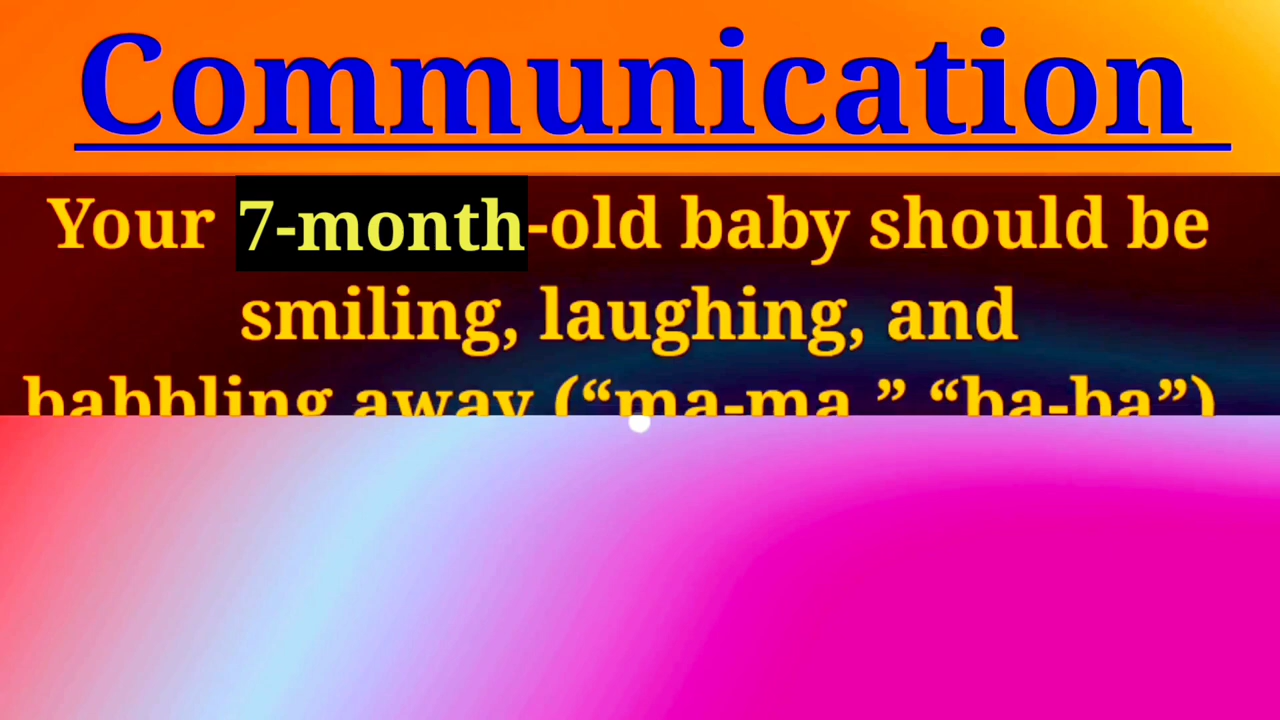 Communication
Your 7-month-old baby should be
smiling, laughing, and
babbling away (“ma-ma,” “ba-ba”)